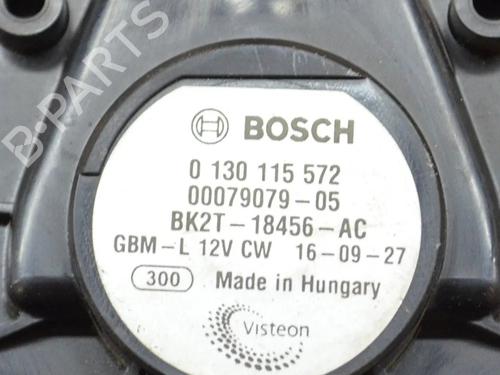 B-PARTS
BOSCH
0 130 115 572
00079079-05
BK2T-18456-AC
GBM-L 12V CW 16-09-27
300 Made in Hungary
Visteon